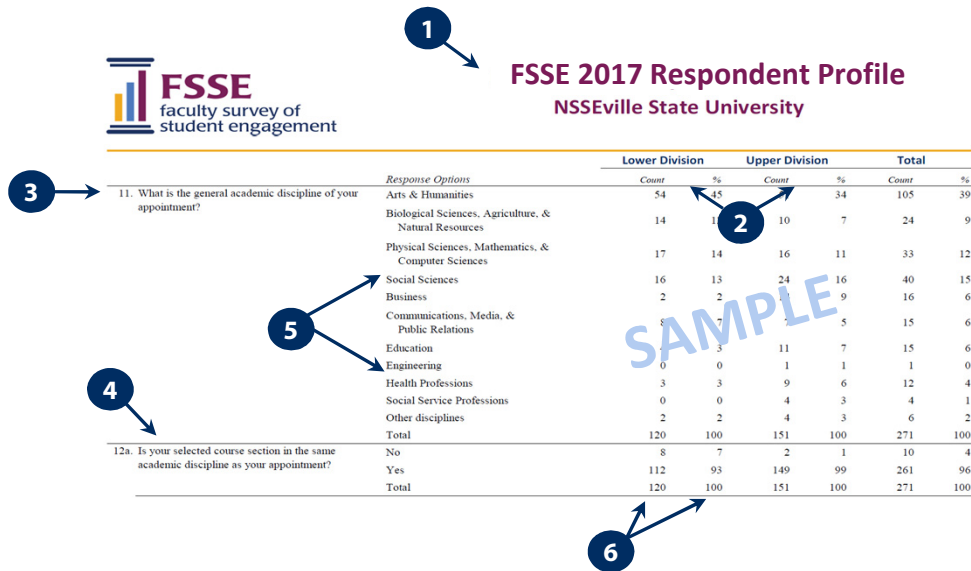 1
FSSE
faculty survey of
student engagement
FSSE 2017 Respondent Profile
NSSEville State University
Lower Division Upper Division Total
Response Options Count % Count % Count %
3
11. What is the general academic discipline of your
appointment?
Arts & Humanities 54 45 34 105 39
2
Biological Sciences, Agriculture, &
Natural Resources 14 10 7 24 9
Physical Sciences, Mathematics, &
Computer Sciences 17 14 16 11 33 12
Social Sciences 16 13 24 16 40 15
Business 2 2 9 16 6
5
Communications, Media, &
Public Relations 8 7 7 5 15 6
SAMPLE
Education 3 11 7 15 6
Engineering 0 0 1 1 1 0
Health Professions 3 3 9 6 12 4
4
Social Service Professions 0 0 4 3 4 1
Other disciplines 2 2 4 3 6 2
Total 120 100 151 100 271 100
12a. Is your selected course section in the same
academic discipline as your appointment?
No 8 7 2 1 10 4
Yes 112 93 149 99 261 96
Total 120 100 151 100 271 100
6